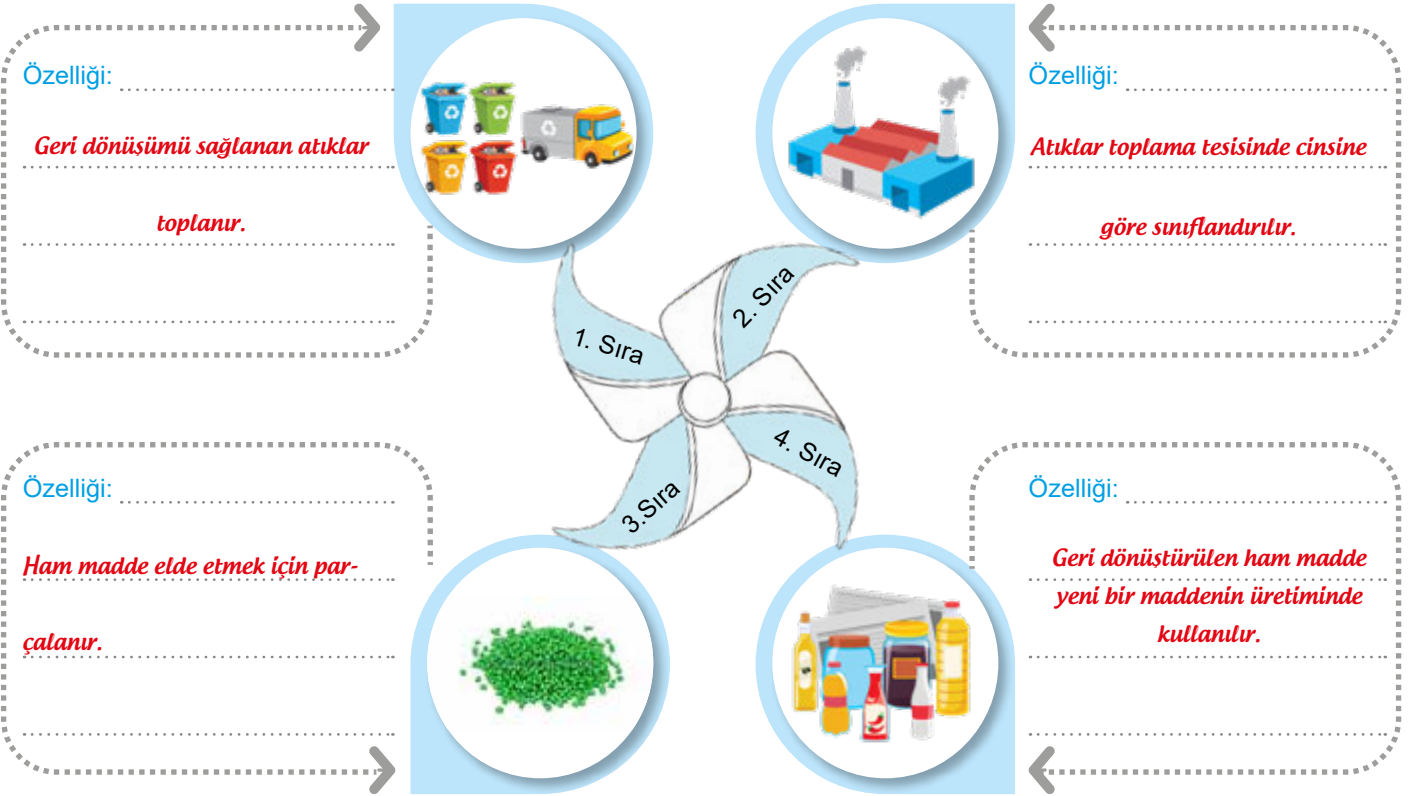 Özelliği:
Geri dönüşümü sağlanan atıklar
toplanır.
Özelliği:
Atıklar toplama tesisinde cinsine
göre sınıflandırılır.
1. Sıra
2. Sıra
3.Sıra
4. Sıra
Özelliği:
Ham madde elde etmek için par-
çalanır.
Özelliği:
Geri dönüştürülen ham madde
yeni bir maddenin üretiminde
kullanılır.